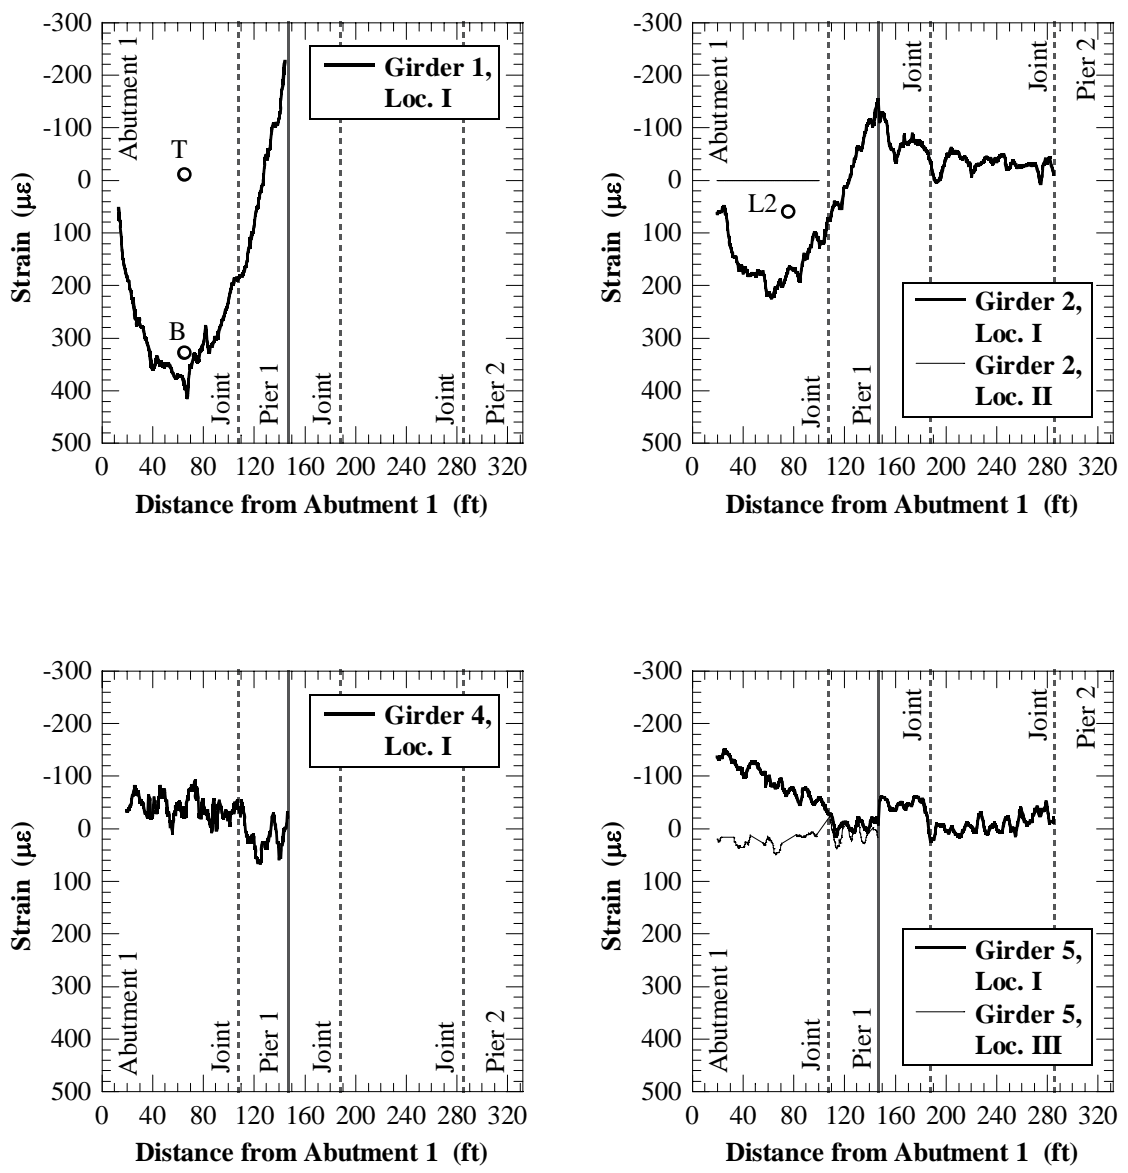 -300
-200
-100
0
100
200
300
400
500
Strain (με)
0 40 80 120 160 200 240 280 320
Distance from Abutment 1 (ft)
Abutment 1
T
B
Joint
Pier 1
Joint
Joint
Pier 2
Girder 1,
Loc. I
-300
-200
-100
0
100
200
300
400
500
Strain (με)
0 40 80 120 160 200 240 280 320
Distance from Abutment 1 (ft)
Abutment 1
L2
Joint
Pier 1
Joint
Joint
Pier 2
Girder 2,
Loc. I
Girder 2,
Loc. II
-300
-200
-100
0
100
200
300
400
500
Strain (με)
0 40 80 120 160 200 240 280 320
Distance from Abutment 1 (ft)
Abutment 1
Joint
Pier 1
Joint
Joint
Pier 2
Girder 4,
Loc. I
-300
-200
-100
0
100
200
300
400
500
Strain (με)
0 40 80 120 160 200 240 280 320
Distance from Abutment 1 (ft)
Abutment 1
Joint
Pier 1
Joint
Joint
Pier 2
Girder 5,
Loc. I
Girder 5,
Loc. III